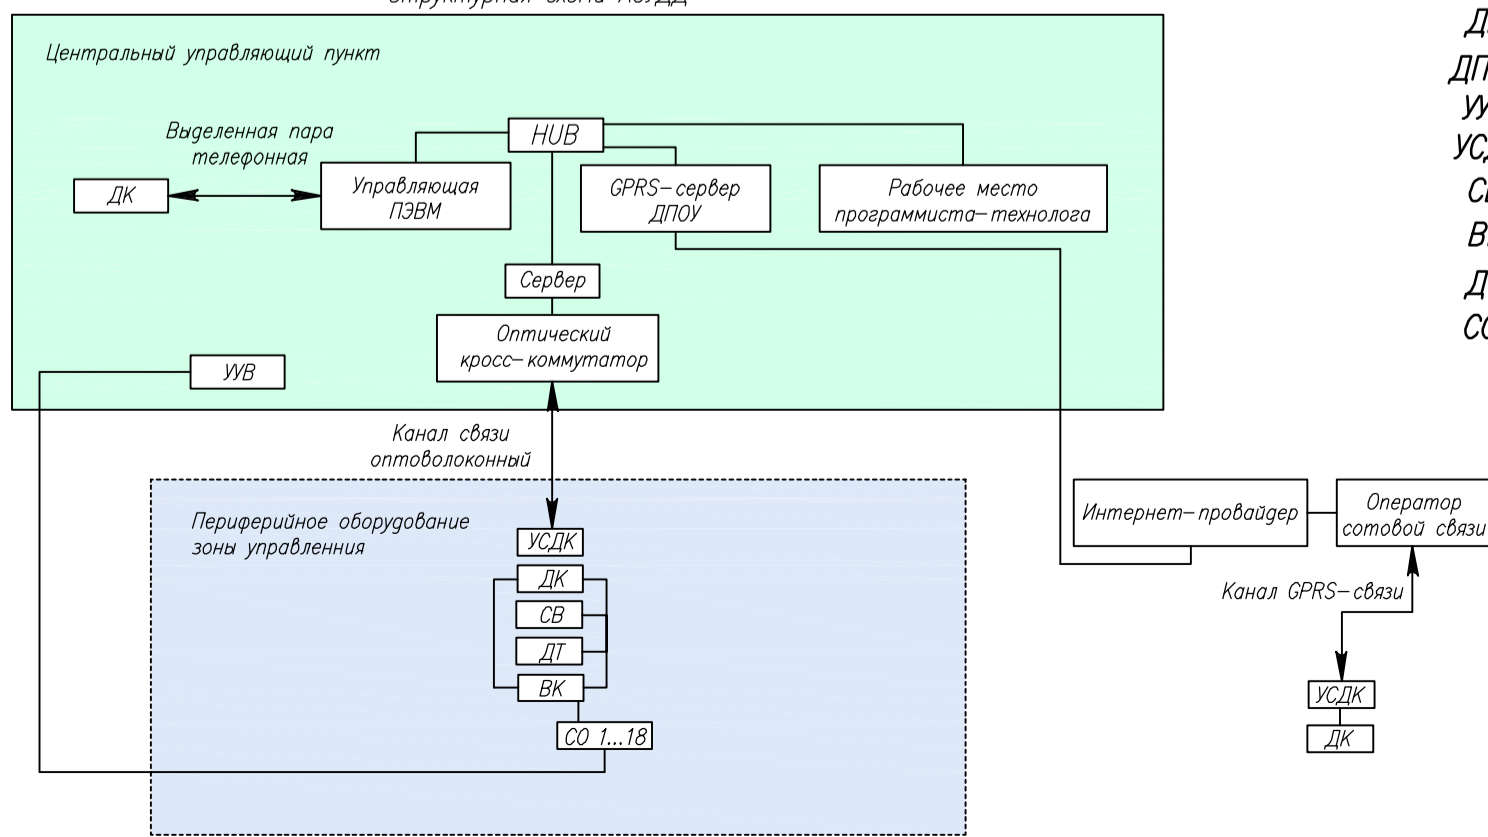 Центральный управляющий пункт
Выделенная пара
телефонная
HUB
ДК
Управляющая
ПЭВМ
GPRS-сервер
ДПОУ
Рабочее место
программиста-технолога
Сервер
Оптический
кросс-коммутатор
УУВ
Канал связи
оптоволоконный
Периферийное оборудование
зоны управленния
УСДК
ДК
СВ
ДТ
ВК
СО 1...18
Интернет-провайдер
Оператор
сотовой связи
Канал GPRS-связи
УСДК
ДК